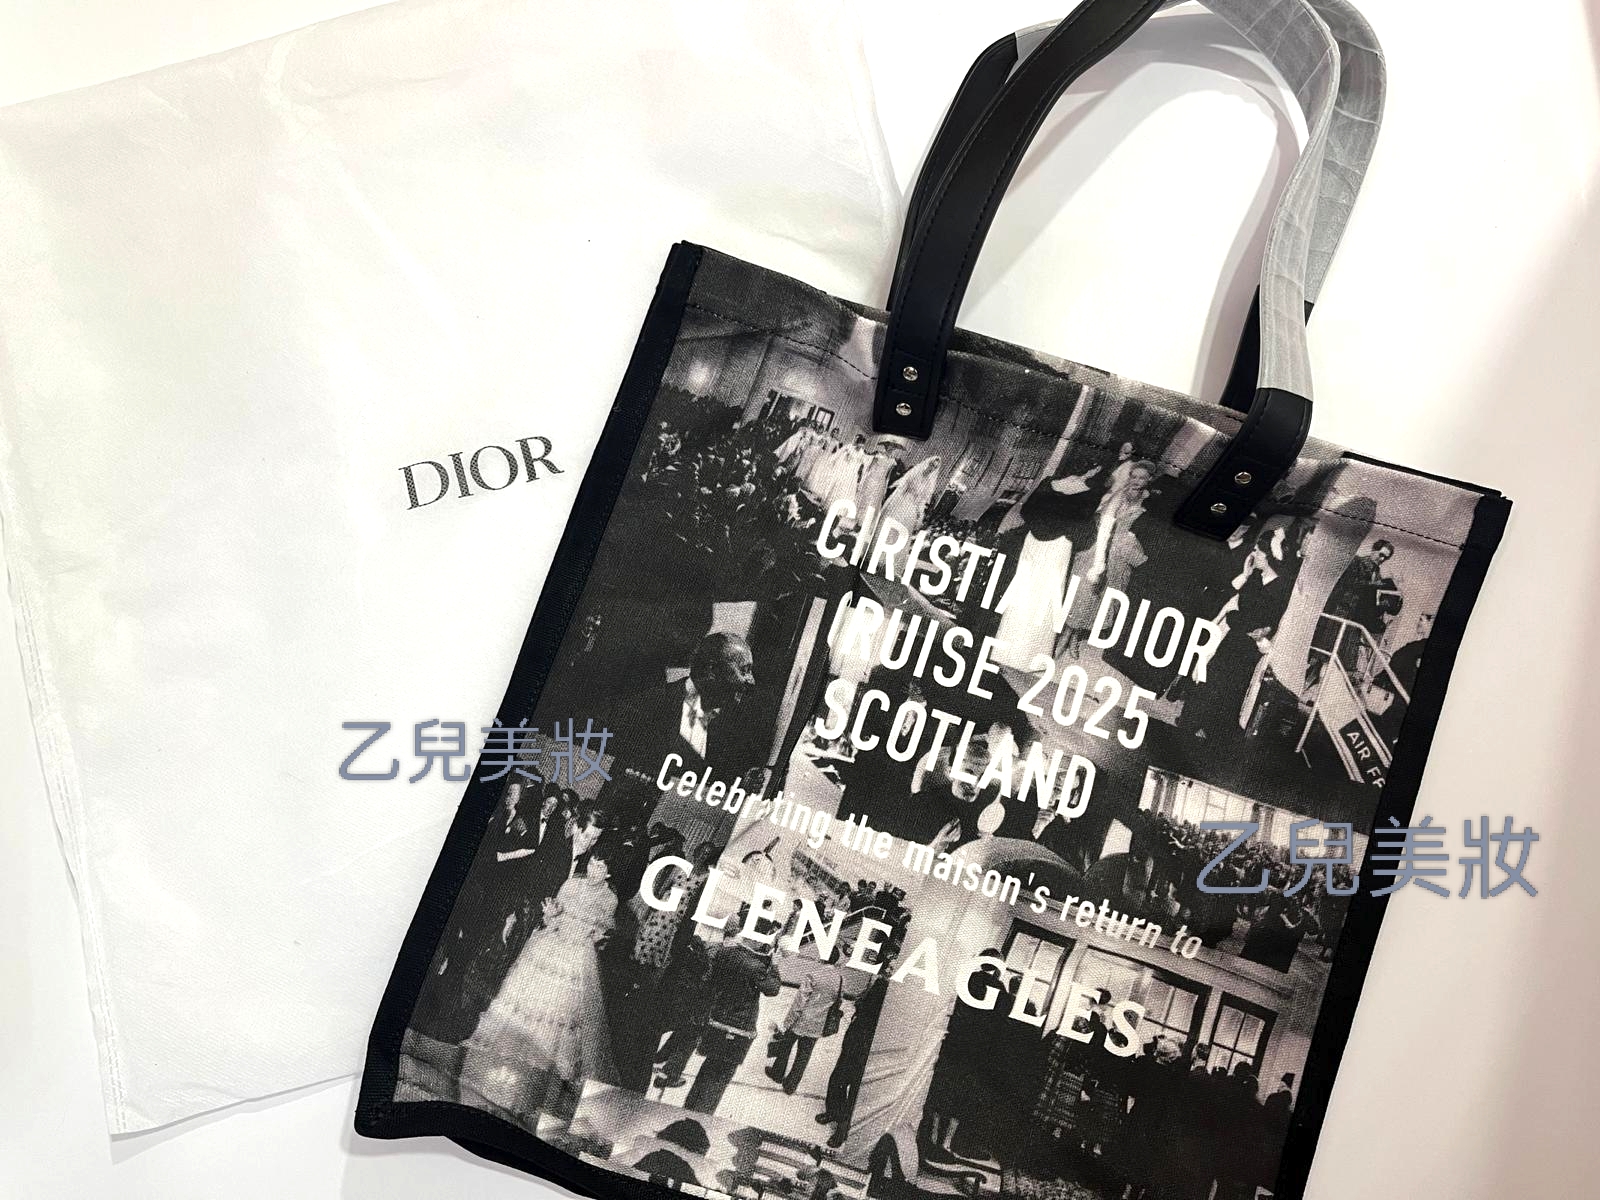 DIOR
CIRISTIAN DIOR
CRUISE 2025
SCOTLAND
Celebrating the maison's return to
GLENEAGLES
AIR FR
乙兒美妝
乙兒美妝